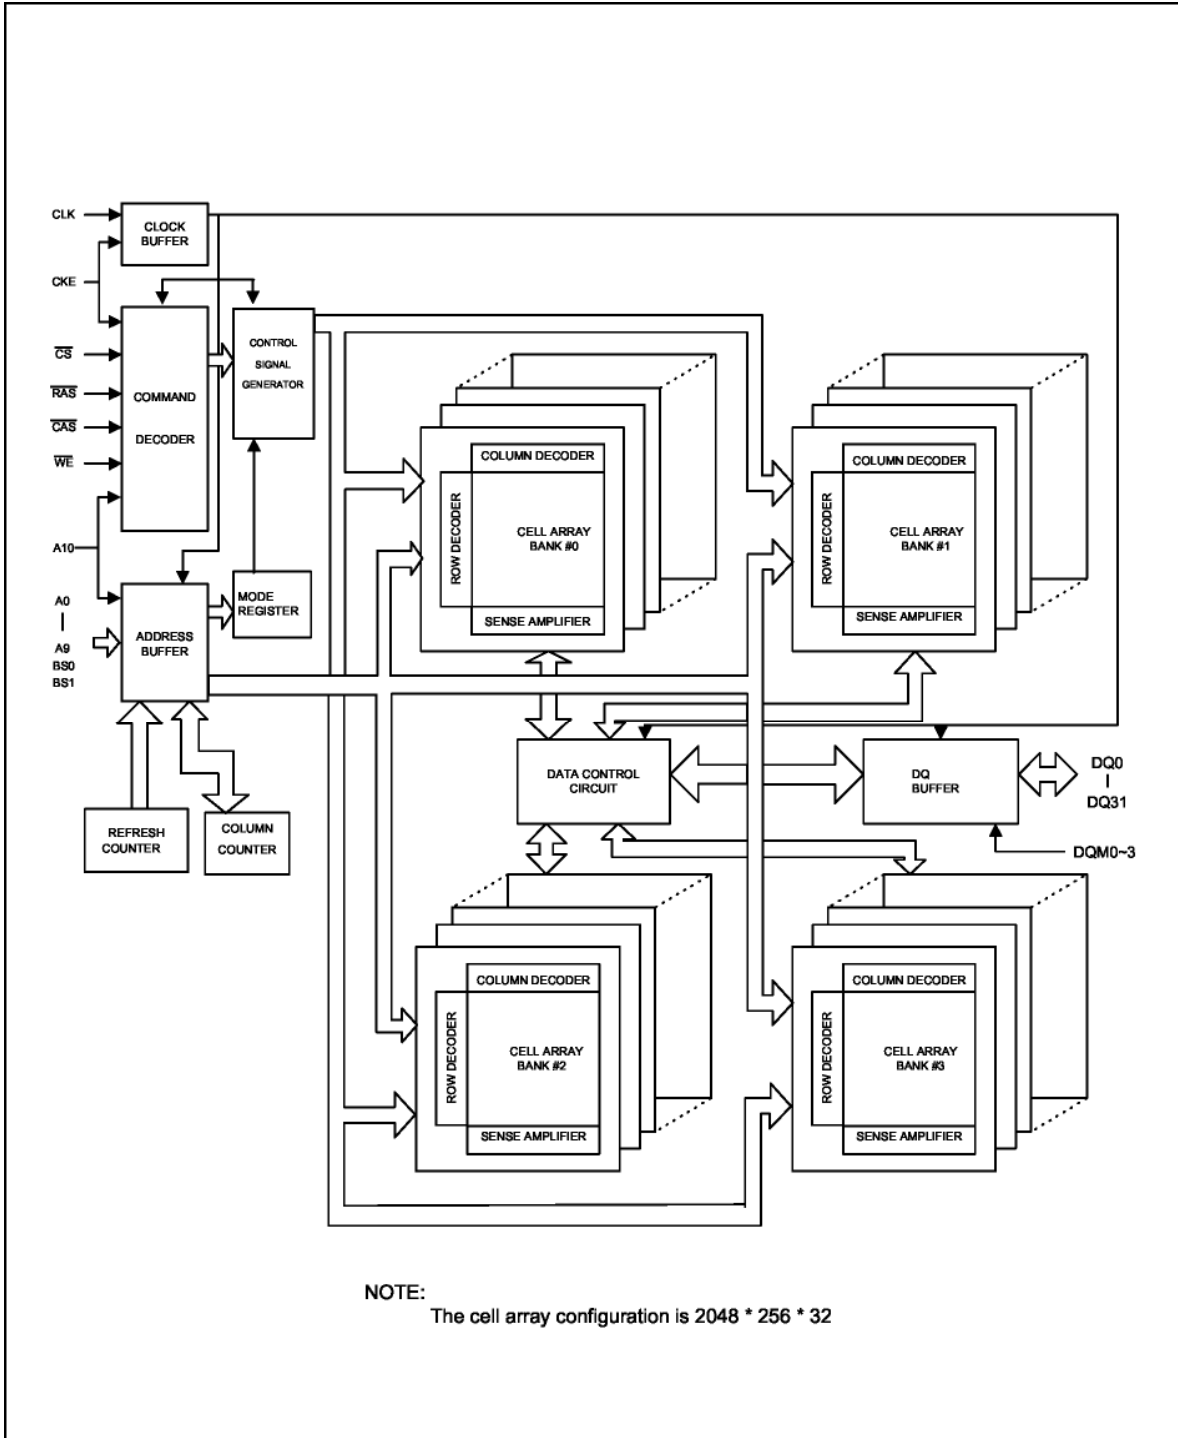 CLK
CLOCK
BUFFER
CKE
CS
RAS
CAS
WE
COMMAND
DECODER
CONTROL
SIGNAL
GENERATOR
A10
A0
A9
BS0
BS1
ADDRESS
BUFFER
MODE
REGISTER
REFRESH
COUNTER
COLUMN
COUNTER
COLUMN DECODER
ROW DECODER
CELL ARRAY
BANK #0
SENSE AMPLIFIER
COLUMN DECODER
ROW DECODER
CELL ARRAY
BANK #1
SENSE AMPLIFIER
DATA CONTROL
CIRCUIT
DQ
BUFFER
DQ0
DQ31
DQM0~3
COLUMN DECODER
ROW DECODER
CELL ARRAY
BANK #2
SENSE AMPLIFIER
COLUMN DECODER
ROW DECODER
CELL ARRAY
BANK #3
SENSE AMPLIFIER
NOTE:
The cell array configuration is 2048 * 256 * 32